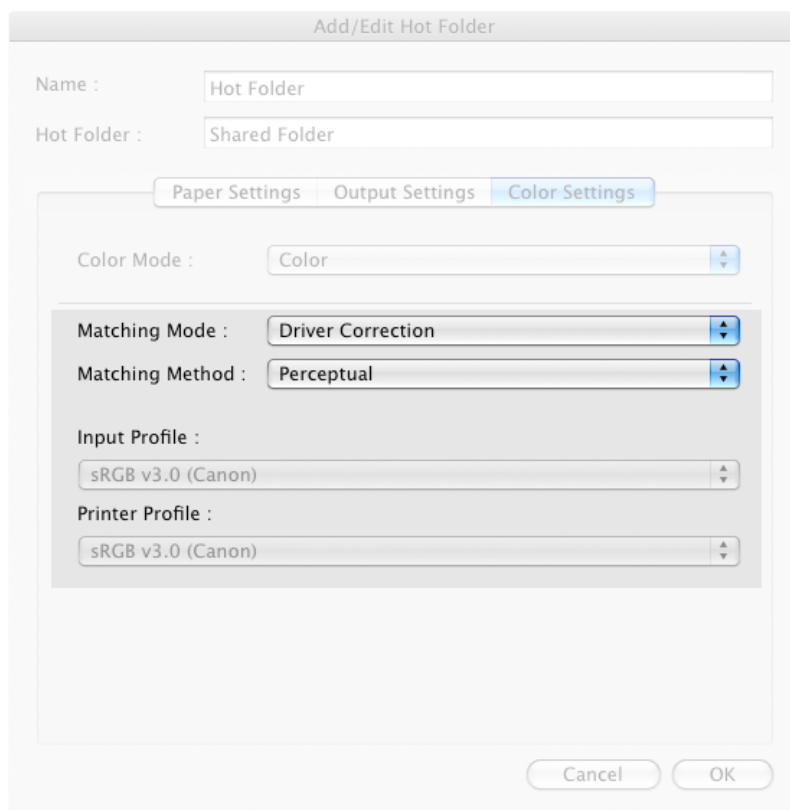 Add/Edit Hot Folder
Name : Hot Folder
Hot Folder : Shared Folder
Paper Settings Output Settings Color Settings
Color Mode : Color
Matching Mode : Driver Correction
Matching Method : Perceptual
Input Profile :
sRGB v3.0 (Canon)
Printer Profile :
sRGB v3.0 (Canon)
Cancel OK